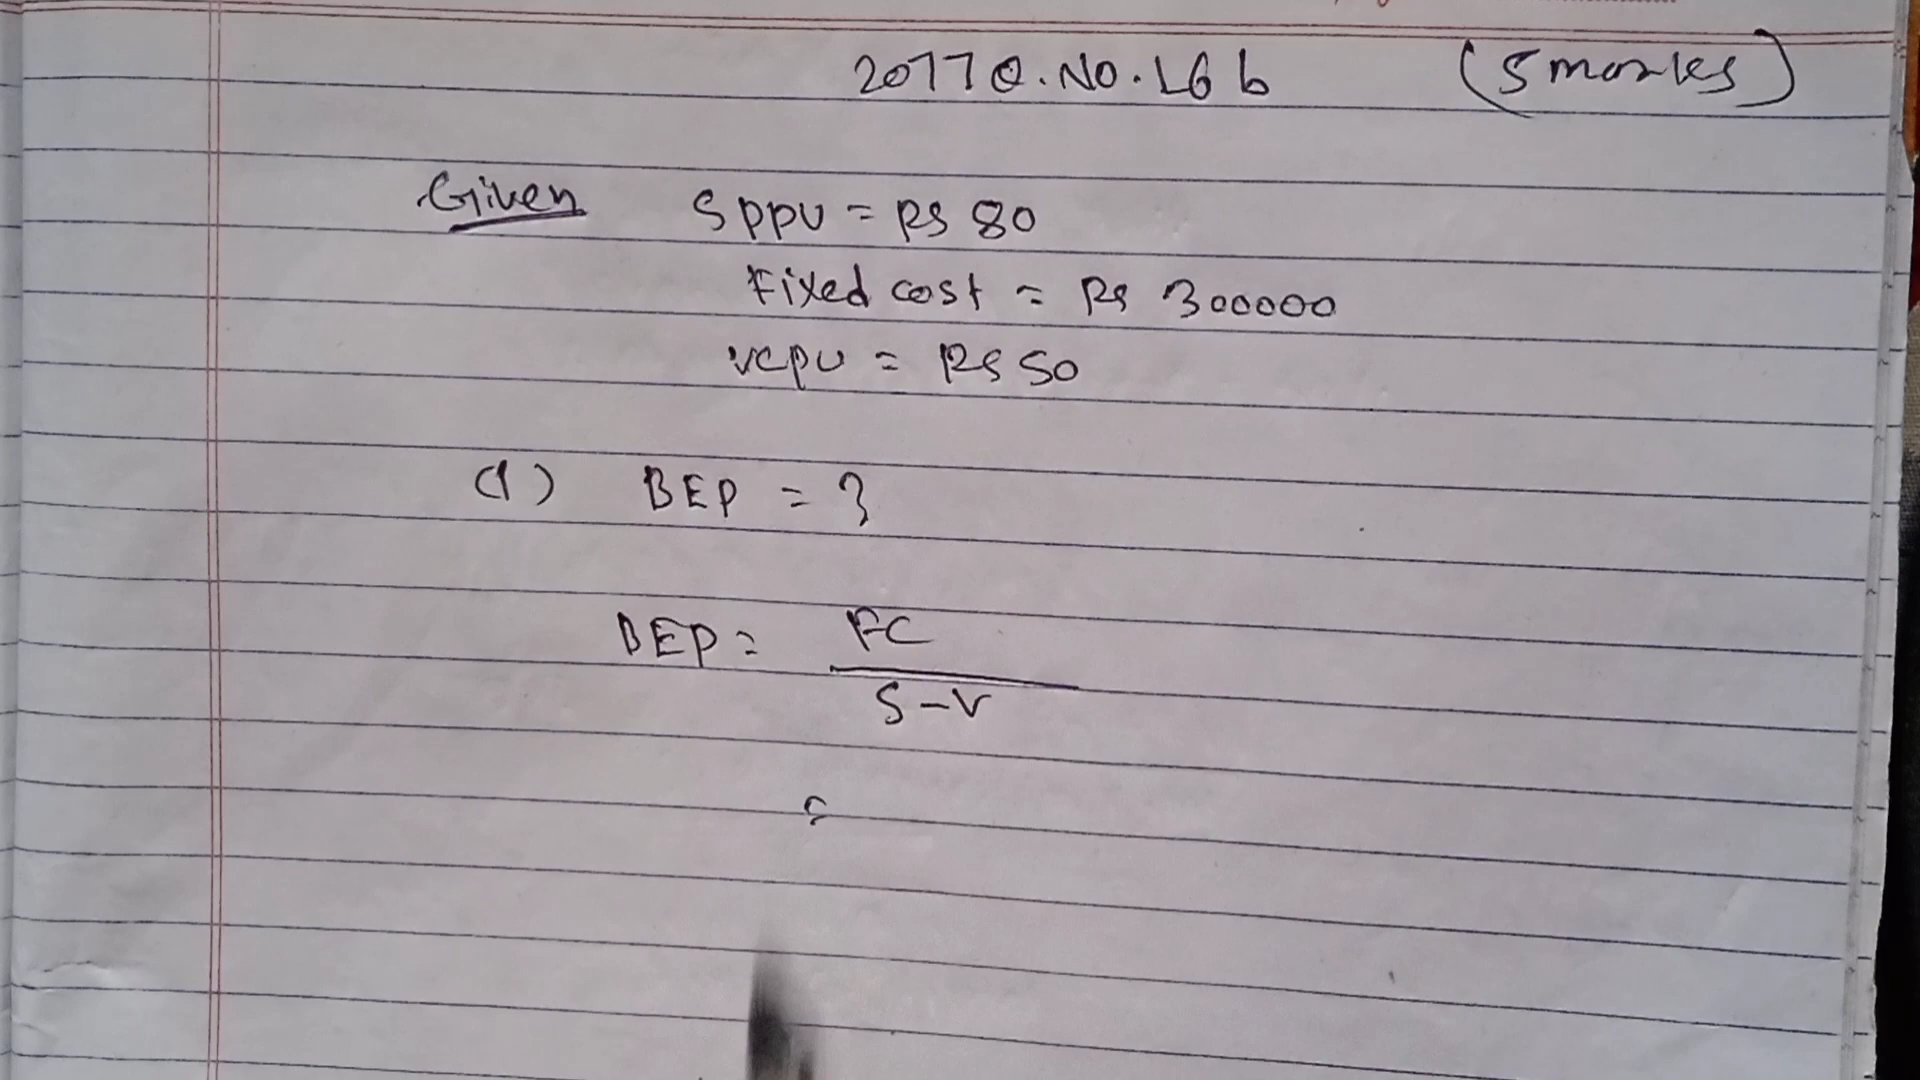 2077 Q.No.16 b (5 marks)
Given SPPU = RS 80
Fixed cost = Rs 300000
vcpu = RS 50
(1) BEP = ?
BEP = FC
S-V
=